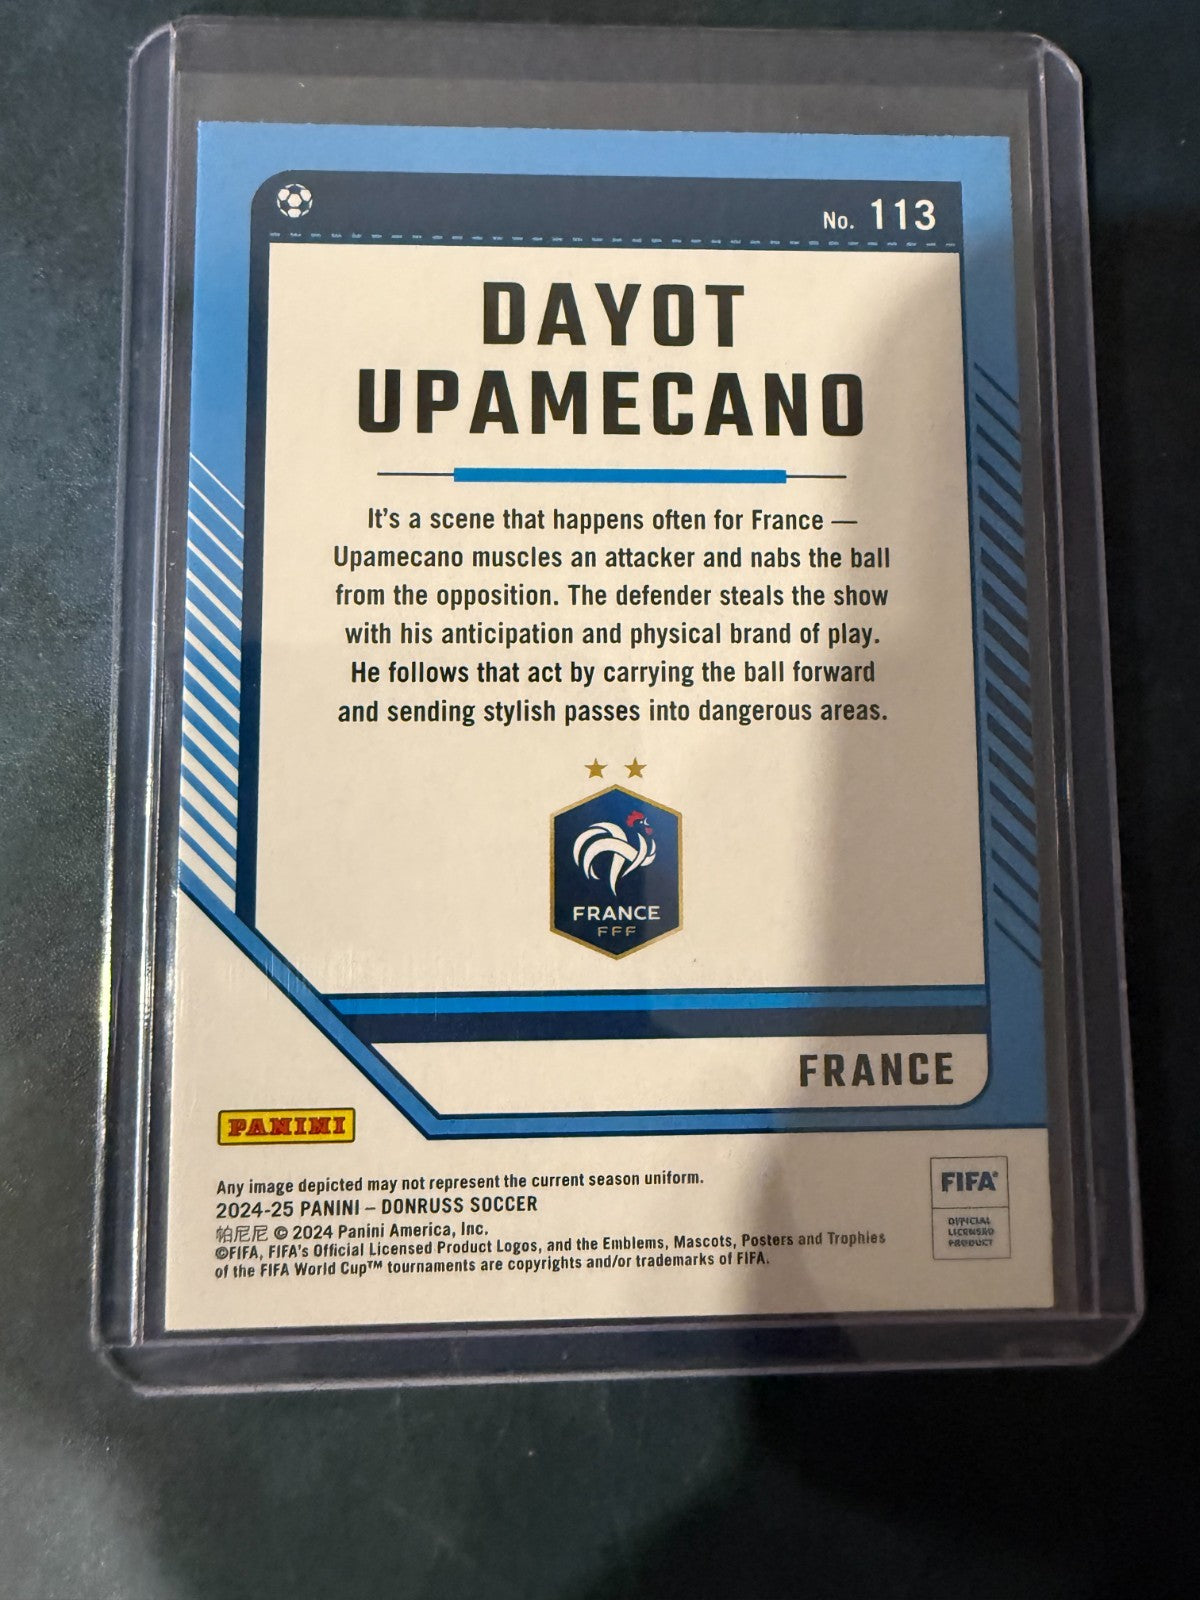 No. 113
DAYOT
UPAMECANO
It's a scene that happens often for France —
Upamecano muscles an attacker and nabs the ball
from the opposition. The defender steals the show
with his anticipation and physical brand of play.
He follows that act by carrying the ball forward
and sending stylish passes into dangerous areas.
FRANCE
FFF
FRANCE
PANINI
Any image depicted may not represent the current season uniform.
2024-25 PANINI – DONRUSS SOCCER
帕尼尼 © 2024 Panini America, Inc.
©FIFA, FIFA's Official Licensed Product Logos, and the Emblems, Mascots, Posters and Trophies
of the FIFA World Cup™ tournaments are copyrights and/or trademarks of FIFA.
FIFA®
OFFICIAL
LICENSED
PRODUCT